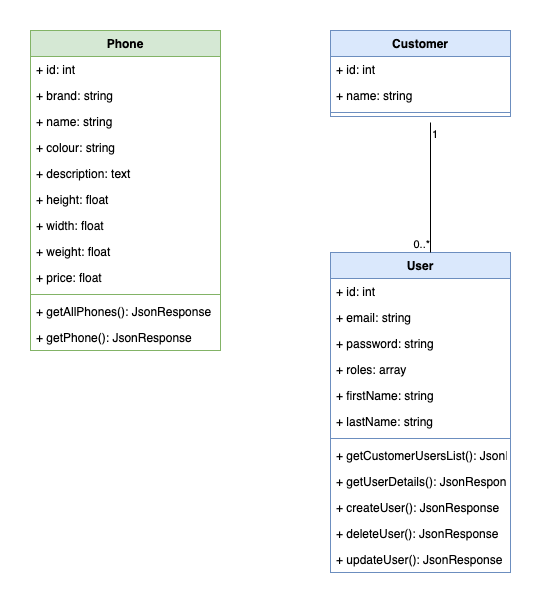 Phone
+ id: int
+ brand: string
+ name: string
+ colour: string
+ description: text
+ height: float
+ width: float
+ weight: float
+ price: float
+ getAllPhones(): JsonResponse
+ getPhone(): JsonResponse
Customer
+ id: int
+ name: string
1
0..*
User
+ id: int
+ email: string
+ password: string
+ roles: array
+ firstName: string
+ lastName: string
+ getCustomerUsersList(): Json
+ getUserDetails(): JsonRespon
+ createUser(): JsonResponse
+ deleteUser(): JsonResponse
+ updateUser(): JsonResponse